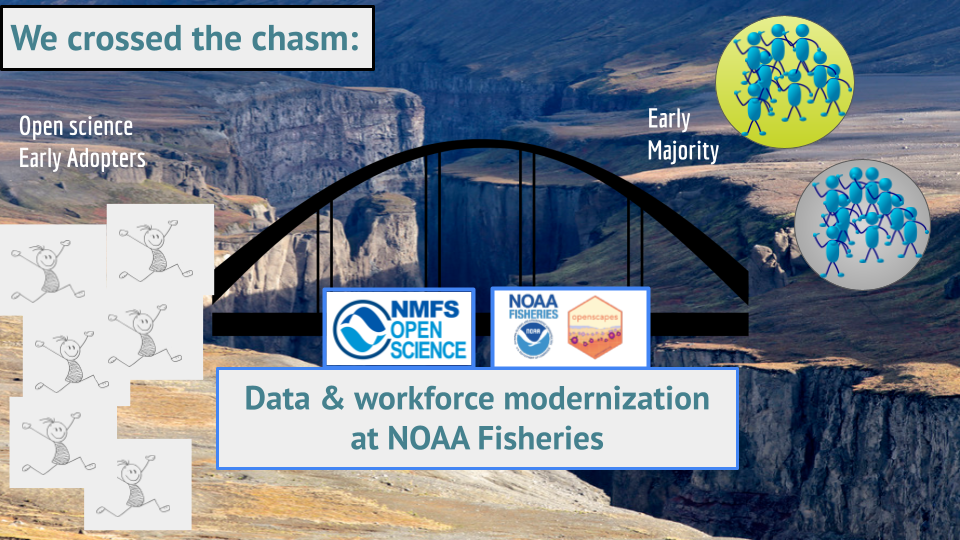 We crossed the chasm:
Open science
Early Adopters
Early
Majority
NMFS
OPEN
SCIENCE
NOAA
FISHERIES
NOAA
openscapes
Data & workforce modernization
at NOAA Fisheries